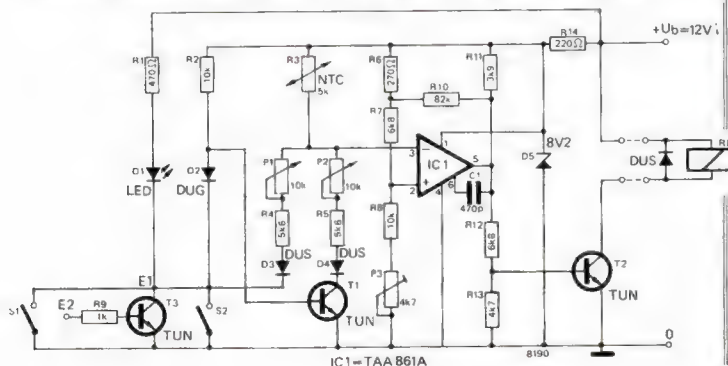 R14
220Ω
+Ub=12V
R1
470Ω
R2
10k
R3
NTC
5k
R6
270Ω
R11
3k9
R10
82k
R7
6k8
D1
LED
D2
DUG
P1
10k
P2
10k
3
1
IC1
5
2
4
6
C1
470p
8V2
D5
DUS
R4
5k6
R5
5k6
R8
10k
R12
6k8
DUS
D3
DUS
D4
T1
TUN
P3
4k7
R13
4k7
T2
TUN
E1
S1
E2
R9
1k
T3
TUN
S2
0
8190
IC1=TAA 861A